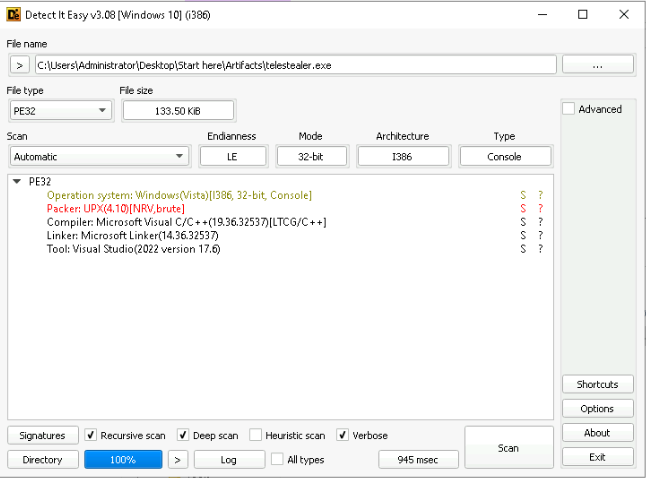 Detect It Easy v3.08 [Windows 10] (i386)
File name
> C:\Users\Administrator\Desktop\Start here\Artifacts\telestealer.exe ...
File type File size
PE32 133.50 KiB Advanced
Scan Endianness Mode Architecture Type
Automatic LE 32-bit I386 Console
PE32
Operation system: Windows(Vista)[I386, 32-bit, Console] S ?
Packer: UPX(4.10)[NRV,brute] S ?
Compiler: Microsoft Visual C/C++(19.36.32537)[LTCG/C++] S ?
Linker: Microsoft Linker(14.36.32537) S ?
Tool: Visual Studio(2022 version 17.6) S ?
Shortcuts
Options
Signatures Recursive scan Deep scan Heuristic scan Verbose Scan About
Directory 100% > Log All types 945 msec Exit